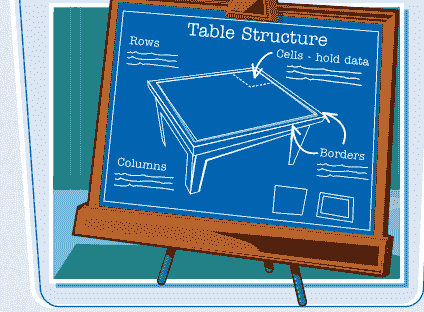 Table Structure
Rows
Cells - hold data
Columns
Borders